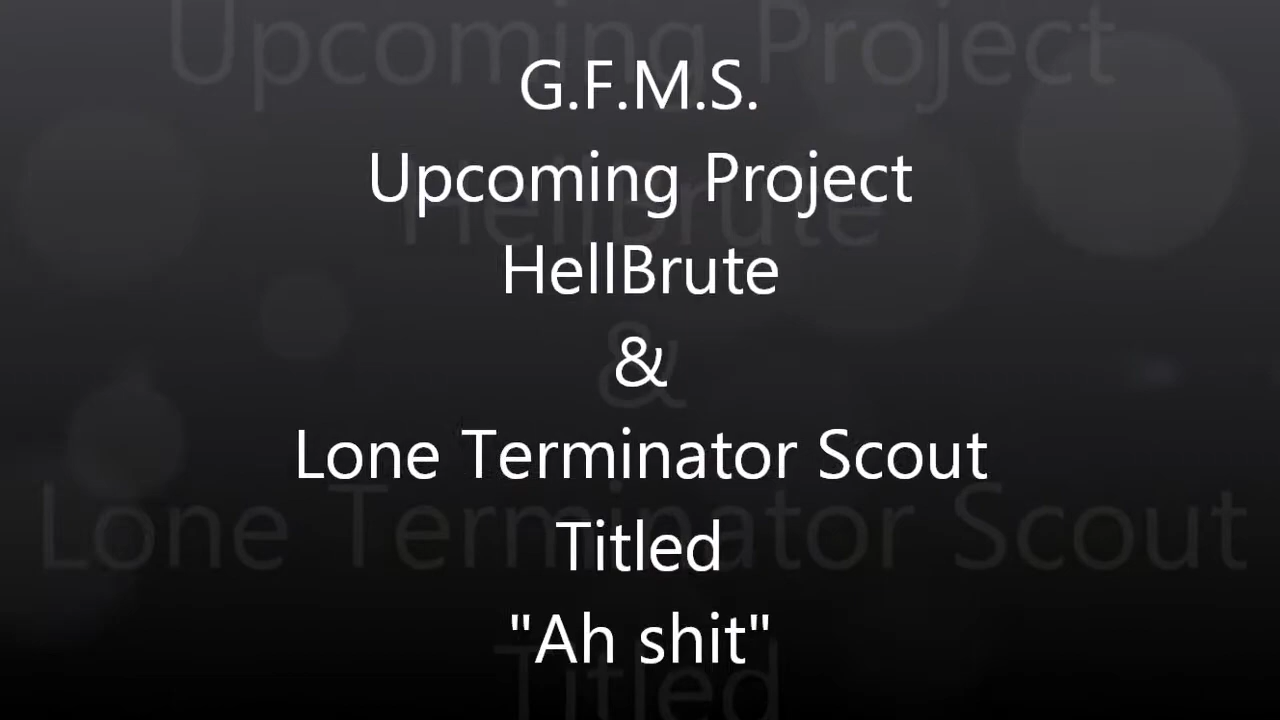 G.F.M.S.
Upcoming Project
HellBrute
&
Lone Terminator Scout
Titled
"Ah shit"